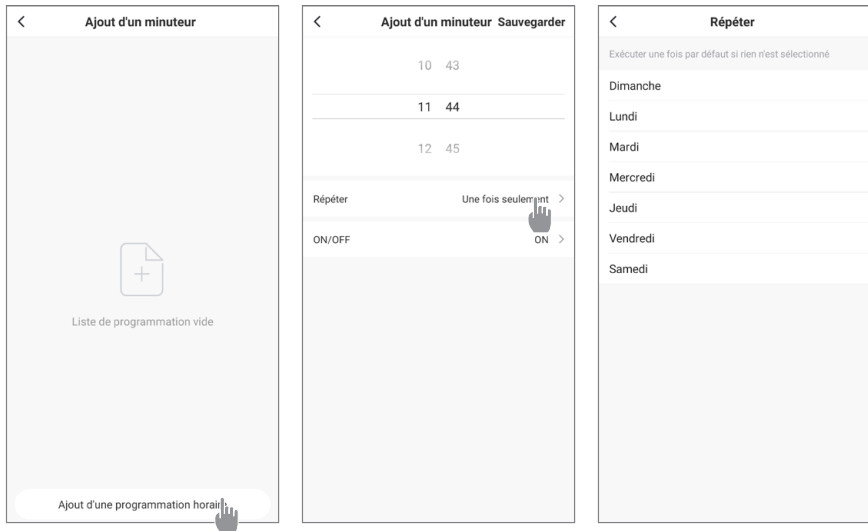 Ajout d'un minuteur
Liste de programmation vide
Ajout d'une programmation horaire
Ajout d'un minuteur Sauvegarder
10 43
11 44
12 45
Répéter Une fois seulement
ON/OFF ON
Répéter
Exécuter une fois par défaut si rien n'est sélectionné
Dimanche
Lundi
Mardi
Mercredi
Jeudi
Vendredi
Samedi